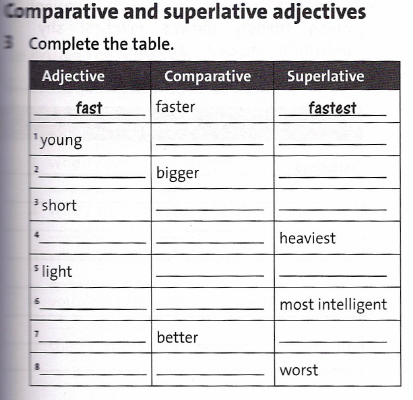 Comparative and superlative adjectives
3 Complete the table.
Adjective Comparative Superlative
fast faster fastest
1 young
2 bigger
3 short
4 heaviest
5 light
6 most intelligent
7 better
8 worst